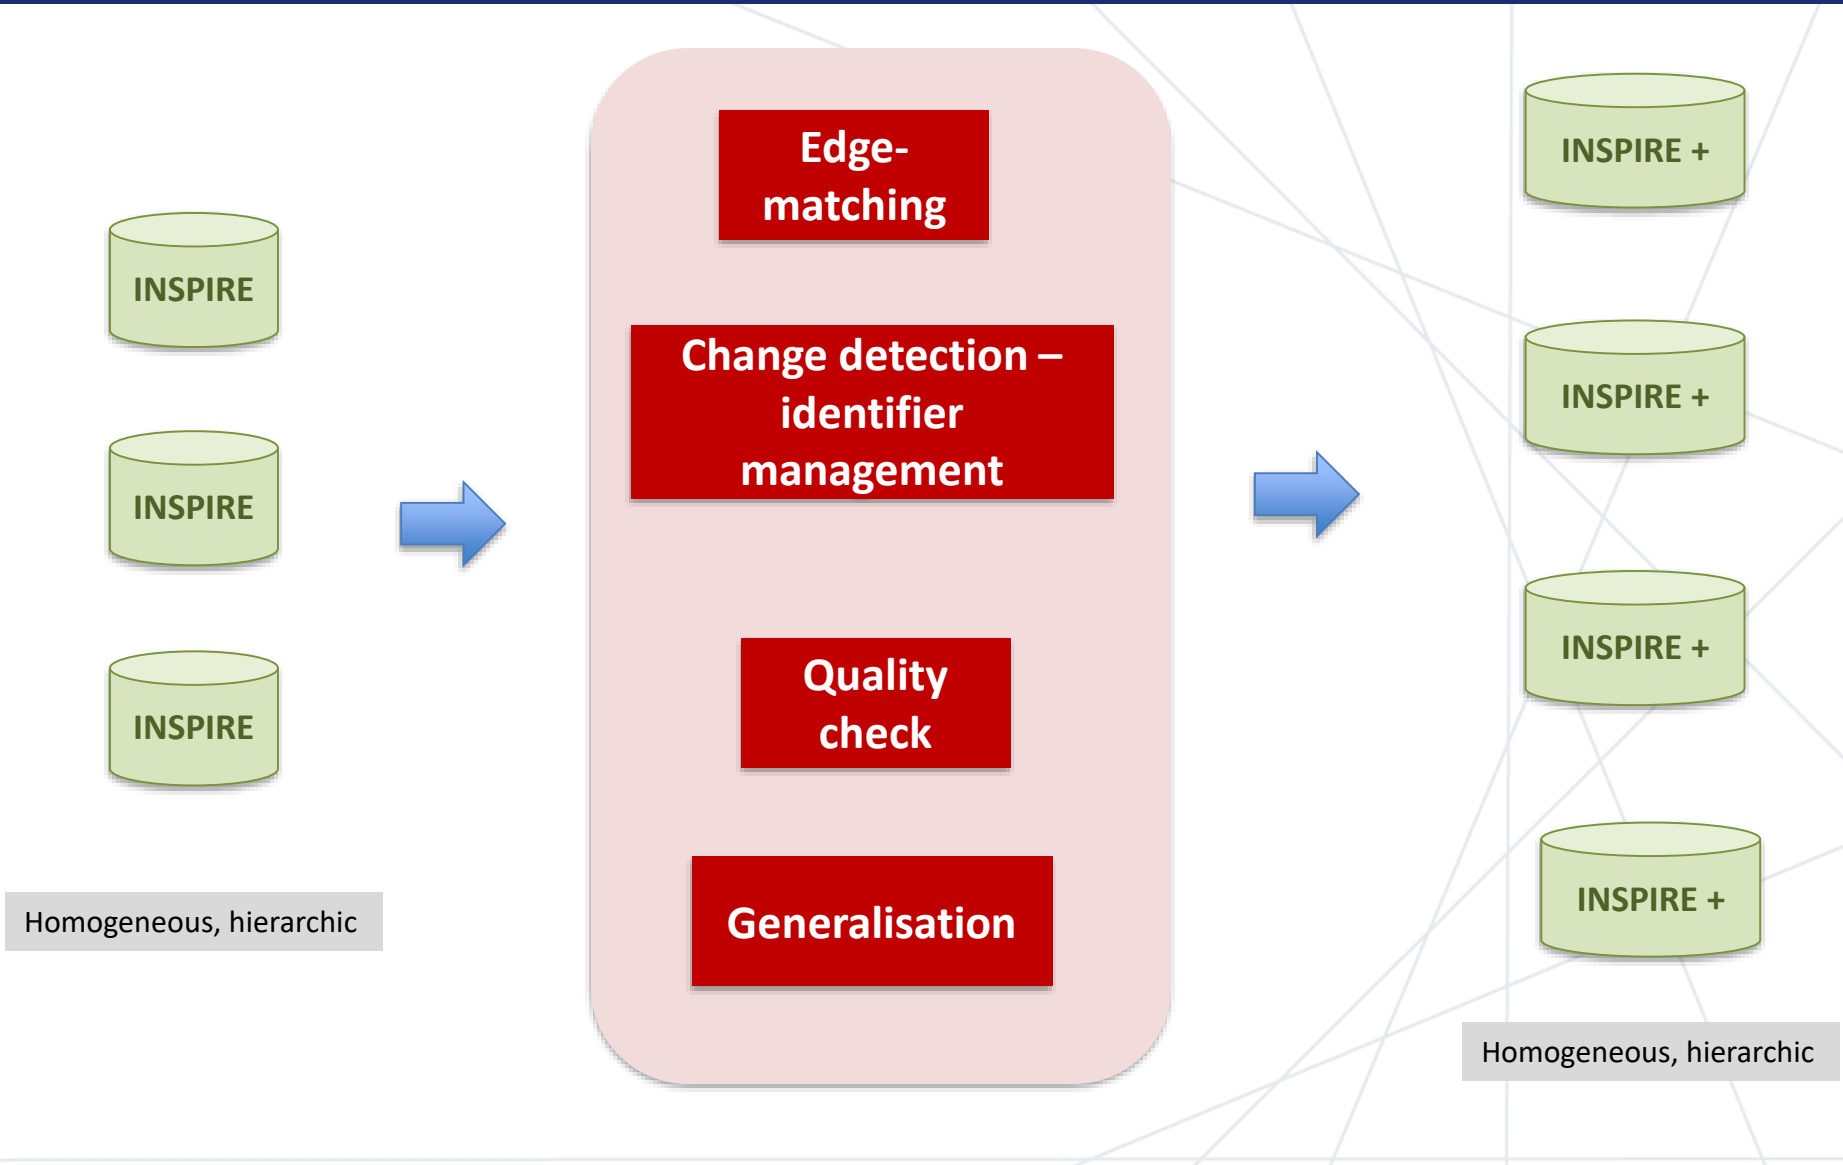 INSPIRE
INSPIRE
INSPIRE
Homogeneous, hierarchic
Edge-
matching
Change detection –
identifier
management
Quality
check
Generalisation
INSPIRE +
INSPIRE +
INSPIRE +
INSPIRE +
Homogeneous, hierarchic